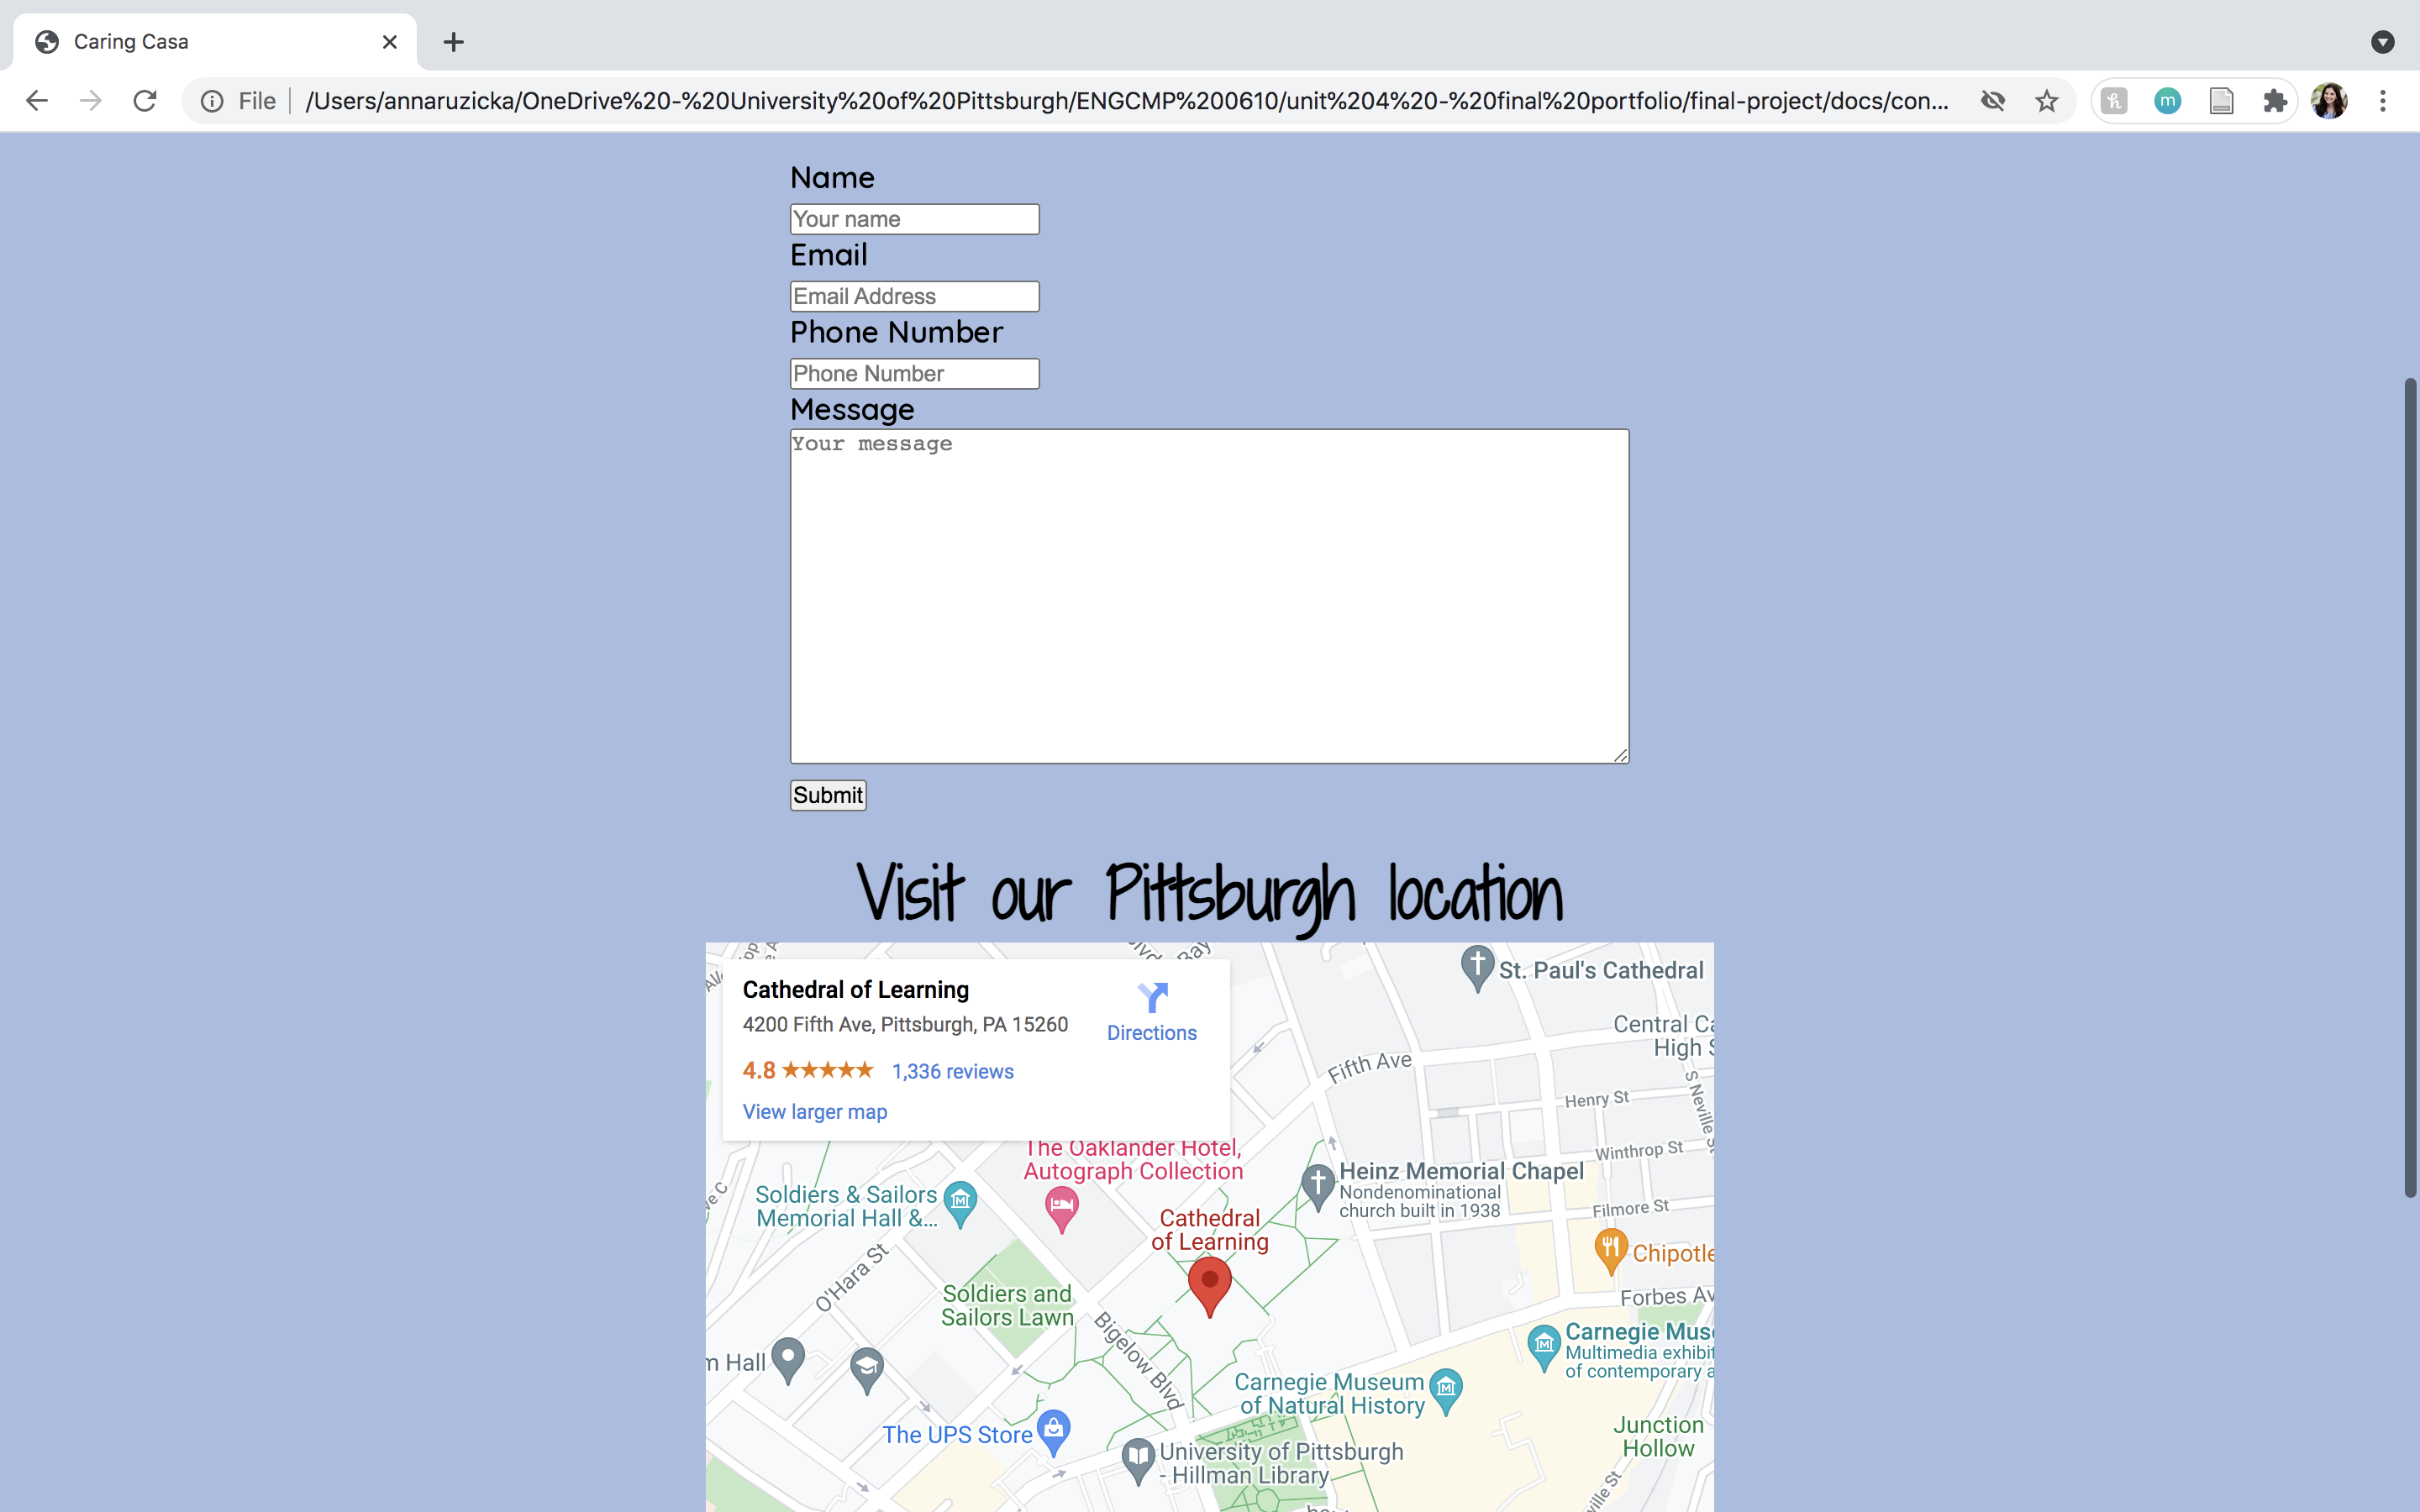 Caring Casa
File
/Users/annaruzicka/OneDrive%20-%20University%20of%20Pittsburgh/ENGCMP%200610/unit%204%20-%20final%20portfolio/final-project/docs/con...
m
Name
Your name
Email
Email Address
Phone Number
Phone Number
Message
Your message
Submit
Visit our Pittsburgh location
Cathedral of Learning
4200 Fifth Ave, Pittsburgh, PA 15260
Directions
4.8 ★★★★★ 1,336 reviews
View larger map
St. Paul's Cathedral
Central Ca
High S
Fifth Ave
S Neville St
Henry St
Winthrop St
The Oaklander Hotel,
Autograph Collection
Heinz Memorial Chapel
Nondenominational
church built in 1938
Filmore St
Soldiers & Sailors
Memorial Hall &...
Cathedral
of Learning
Chipotle
O'Hara St
Soldiers and
Sailors Lawn
Forbes Av
Bigelow Blvd
Carnegie Mus
Multimedia exhibit
of contemporary a
m Hall
Carnegie Museum
of Natural History
The UPS Store
Junction
Hollow
University of Pittsburgh
- Hillman Library
ville St